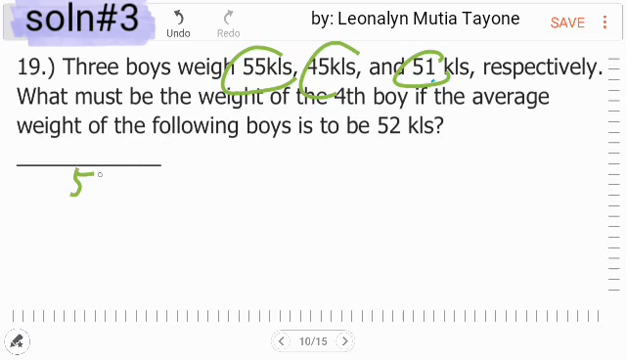 soln#3
Undo
Redo
by: Leonalyn Mutia Tayone
SAVE
19.) Three boys weigh 55kls, 45kls, and 51 kls, respectively.
What must be the weight of the 4th boy if the average
weight of the following boys is to be 52 kls?
5
10/15